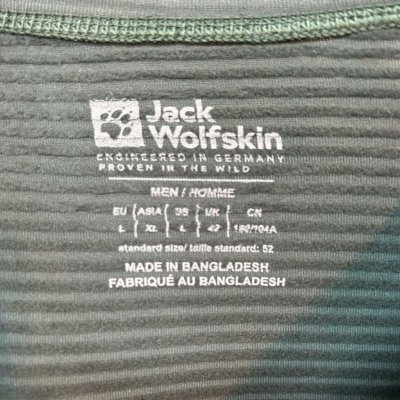 Jack
Wolfskin
ENGINEERED IN GERMANY
PROVEN IN THE WILD
MEN / HOMME
EU ASIA US UK CN
L XL L 42 180/104A
standard size/ taille standard: 52
MADE IN BANGLADESH
FABRIQUÉ AU BANGLADESH